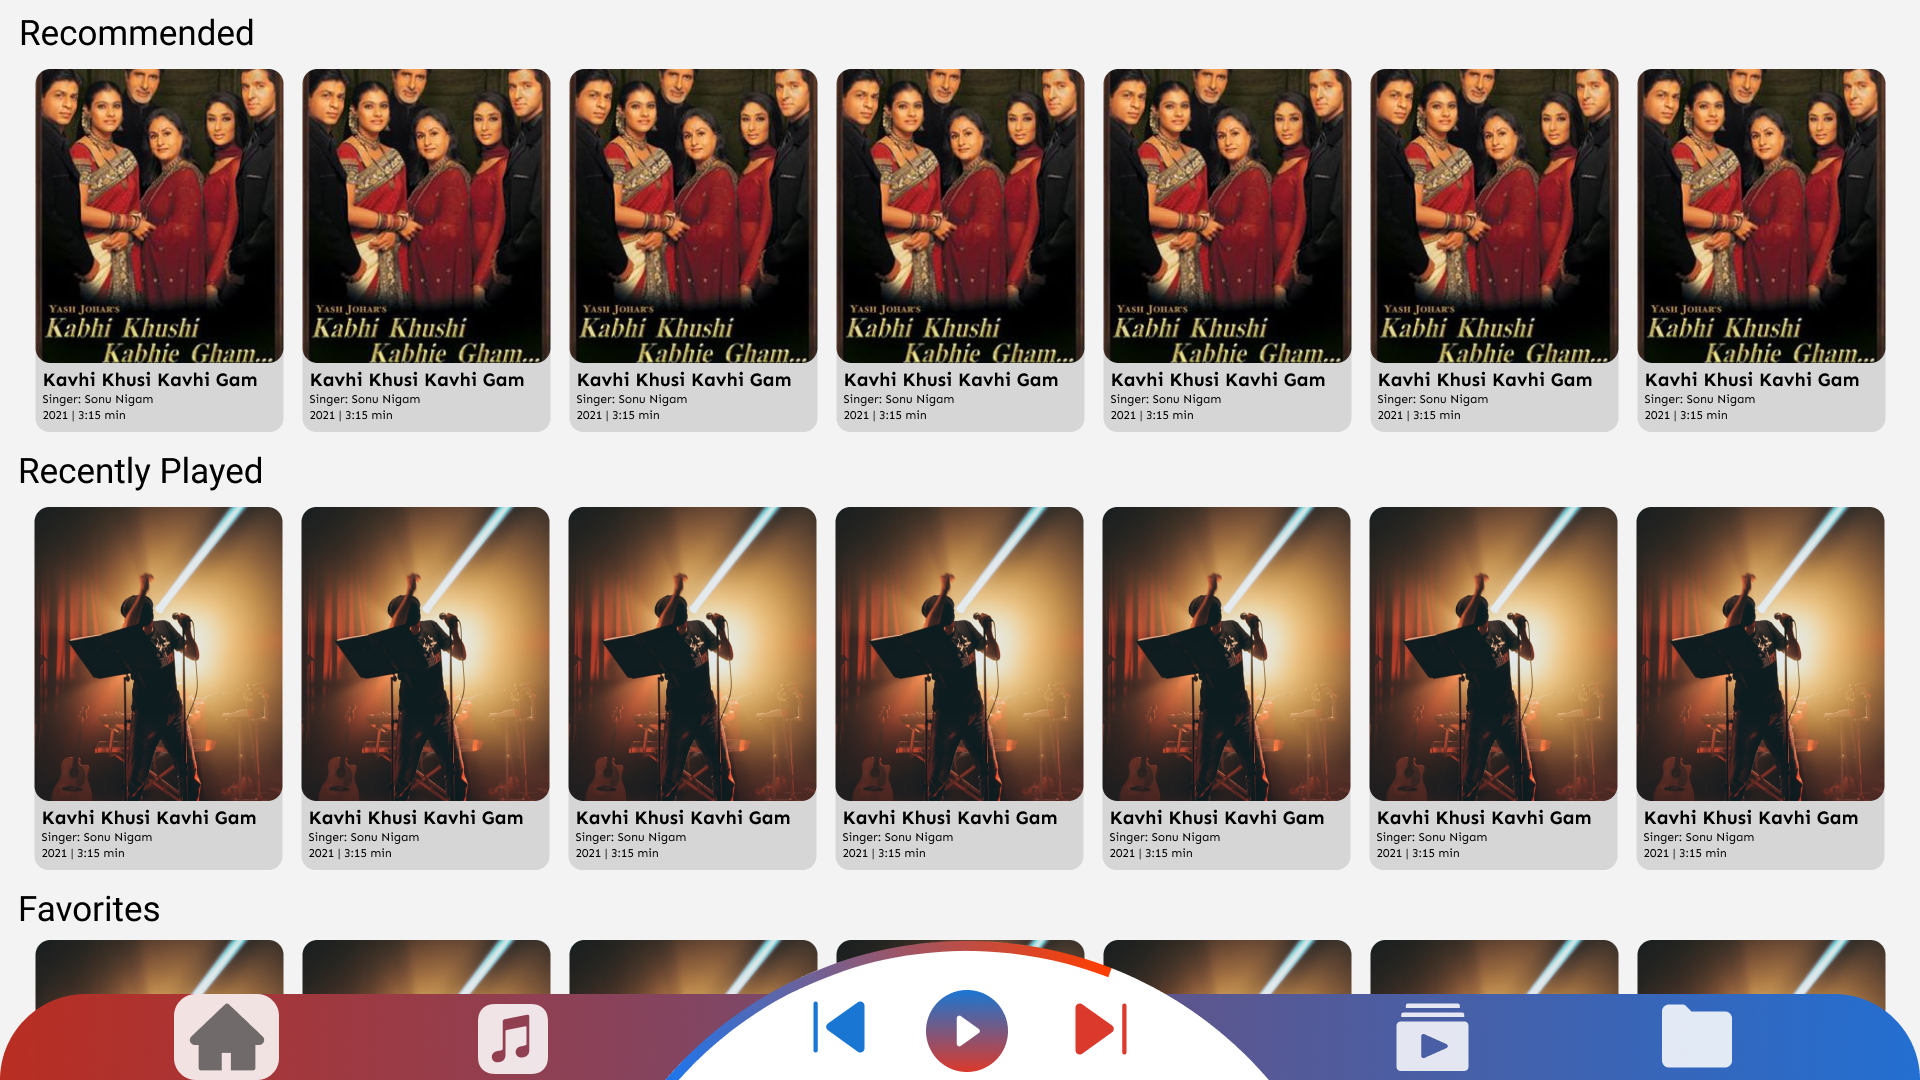 Recommended
YASH JOHAR'S
Kabhi Khushi
Kabhie Gham...
Kavhi Khusi Kavhi Gam
Singer: Sonu Nigam
2021 | 3:15 min
YASH JOHAR'S
Kabhi Khushi
Kabhie Gham...
Kavhi Khusi Kavhi Gam
Singer: Sonu Nigam
2021 | 3:15 min
YASH JOHAR'S
Kabhi Khushi
Kabhie Gham...
Kavhi Khusi Kavhi Gam
Singer: Sonu Nigam
2021 | 3:15 min
YASH JOHAR'S
Kabhi Khushi
Kabhie Gham...
Kavhi Khusi Kavhi Gam
Singer: Sonu Nigam
2021 | 3:15 min
YASH JOHAR'S
Kabhi Khushi
Kabhie Gham...
Kavhi Khusi Kavhi Gam
Singer: Sonu Nigam
2021 | 3:15 min
YASH JOHAR'S
Kabhi Khushi
Kabhie Gham...
Kavhi Khusi Kavhi Gam
Singer: Sonu Nigam
2021 | 3:15 min
YASH JOHAR'S
Kabhi Khushi
Kabhie Gham...
Kavhi Khusi Kavhi Gam
Singer: Sonu Nigam
2021 | 3:15 min
Recently Played
Kavhi Khusi Kavhi Gam
Singer: Sonu Nigam
2021 | 3:15 min
Kavhi Khusi Kavhi Gam
Singer: Sonu Nigam
2021 | 3:15 min
Kavhi Khusi Kavhi Gam
Singer: Sonu Nigam
2021 | 3:15 min
Kavhi Khusi Kavhi Gam
Singer: Sonu Nigam
2021 | 3:15 min
Kavhi Khusi Kavhi Gam
Singer: Sonu Nigam
2021 | 3:15 min
Kavhi Khusi Kavhi Gam
Singer: Sonu Nigam
2021 | 3:15 min
Kavhi Khusi Kavhi Gam
Singer: Sonu Nigam
2021 | 3:15 min
Favorites